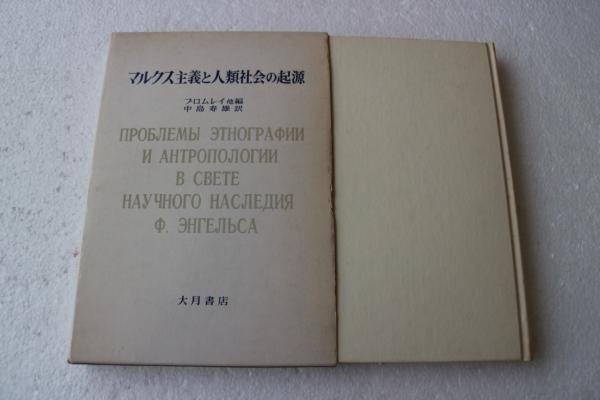 マルクス主義と人類社会の起源
ブロムレイ他編
中島寿雄訳
ПРОБЛЕМЫ ЭТНОГРАФИИ
И АНТРОПОЛОГИИ
В СВЕТЕ
НАУЧНОГО НАСЛЕДИЯ
Ф. ЭНГЕЛЬСА
大月書店